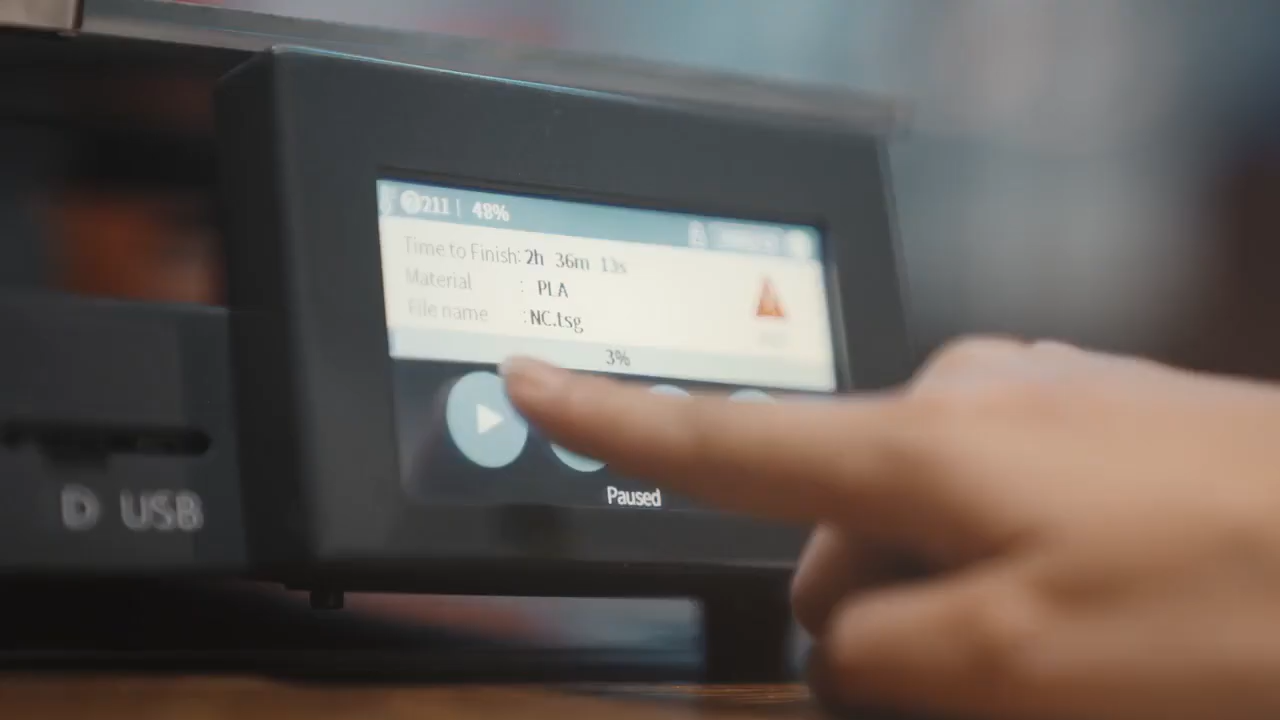 211 | 48%
Time to Finish: 2h 36m 13s
Material : PLA
File name : NC.tsg
3%
Paused
D USB